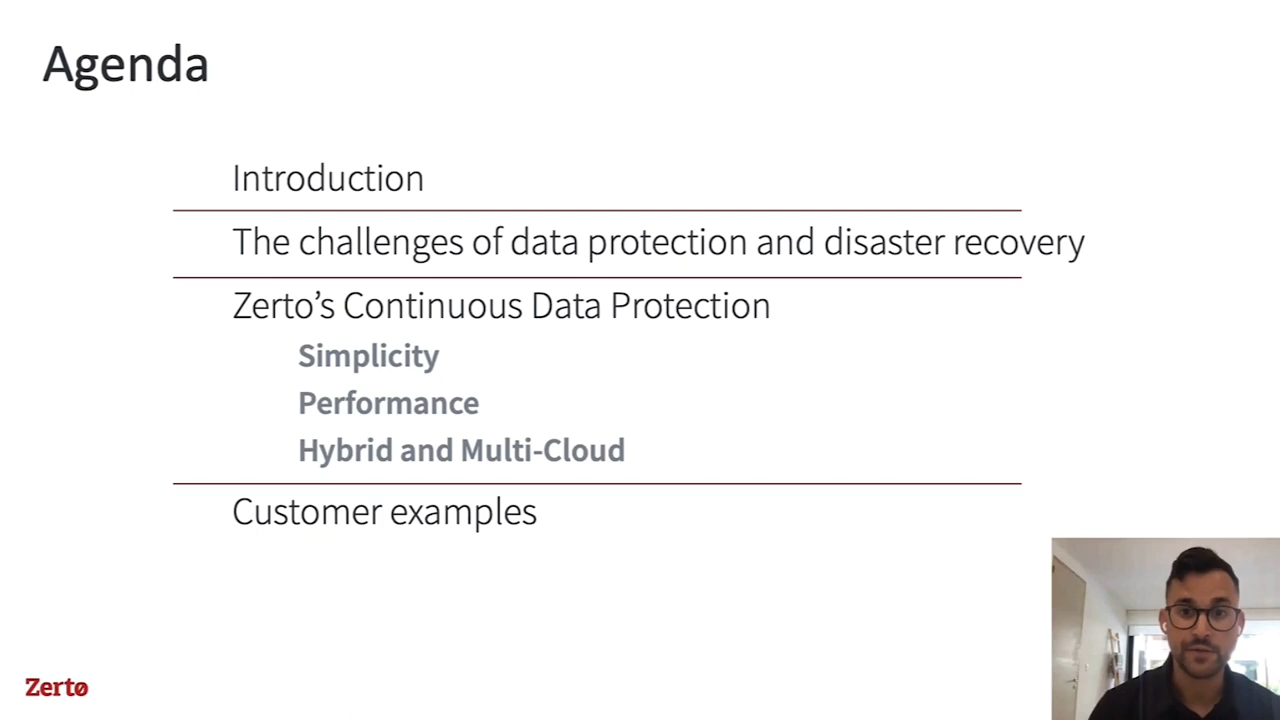 Agenda
Introduction
The challenges of data protection and disaster recovery
Zerto’s Continuous Data Protection
Simplicity
Performance
Hybrid and Multi-Cloud
Customer examples
Zerto